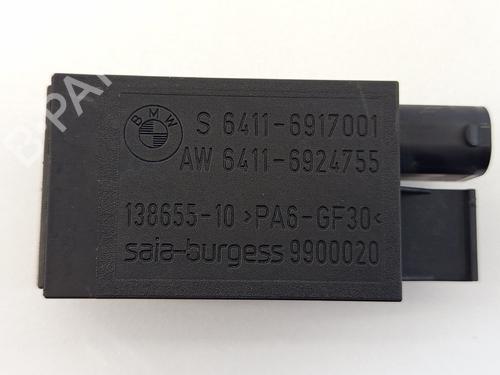 BMW
S 6411-6917001
AW 6411-6924755
138655-10 >PA6-GF30<
saia-burgess 9900020